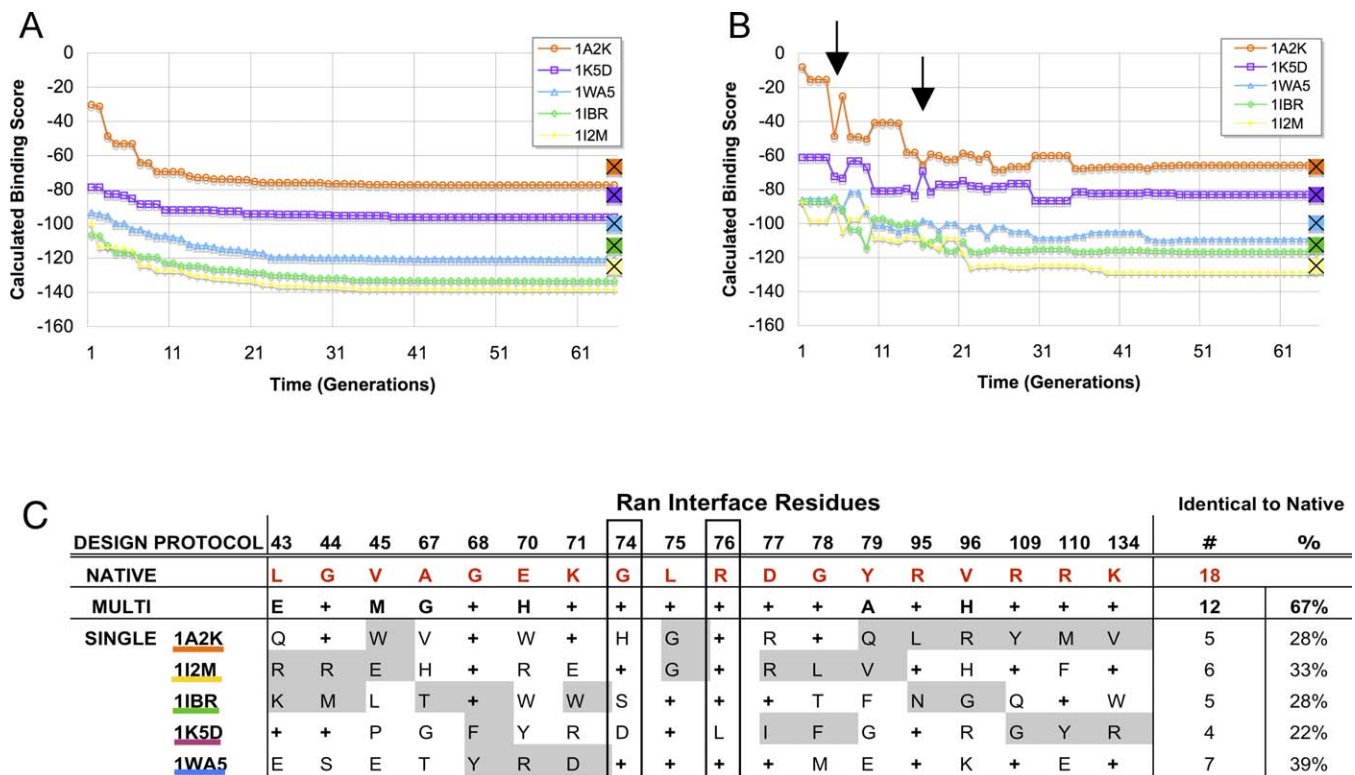 A
0
-20
-40
-60
-80
-100
-120
-140
-160
Calculated Binding Score
1A2K
1K5D
1WA5
1IBR
1I2M
1 11 21 31 41 51 61
Time (Generations)
B
0
-20
-40
-60
-80
-100
-120
-140
-160
Calculated Binding Score
1A2K
1K5D
1WA5
1IBR
1I2M
1 11 21 31 41 51 61
Time (Generations)
C
Ran Interface Residues Identical to Native
DESIGN PROTOCOL 43 44 45 67 68 70 71 74 75 76 77 78 79 95 96 109 110 134 # %
NATIVE L G V A G E K G L R D G Y R V R R K 18
MULTI E + M G + H + + + + + + A + H + + + 12 67%
SINGLE 1A2K Q + W V + W + H G + R + Q L R Y M V 5 28%
1I2M R R E H + R E + G + R L V + H + F + 6 33%
1IBR K M L T + W W S + + + T F N G Q + W 5 28%
1K5D + + P G F Y R D + L I F G + R G Y R 4 22%
1WA5 E S E T Y R D + + + + M E + K + E + 7 39%